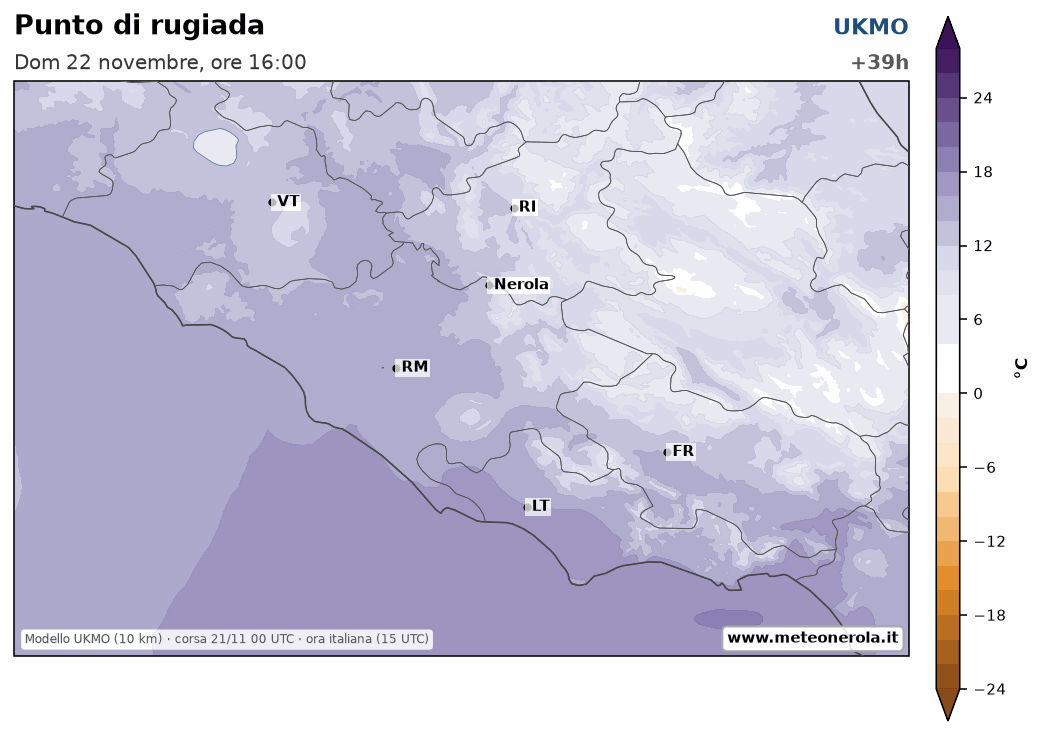 Punto di rugiada
UKMO
Dom 22 novembre, ore 16:00
+39h
VT
RI
Nerola
RM
FR
LT
Modello UKMO (10 km) · corsa 21/11 00 UTC · ora italiana (15 UTC)
www.meteonerola.it
24
18
12
6
0
−6
−12
−18
−24
°C